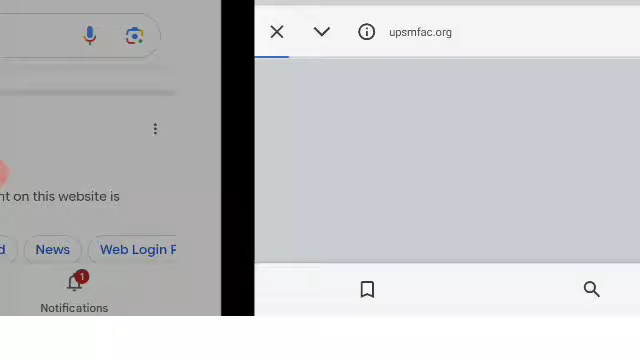 upsmfac.org
nt on this website is
d
News
Web Login F
1
Notifications